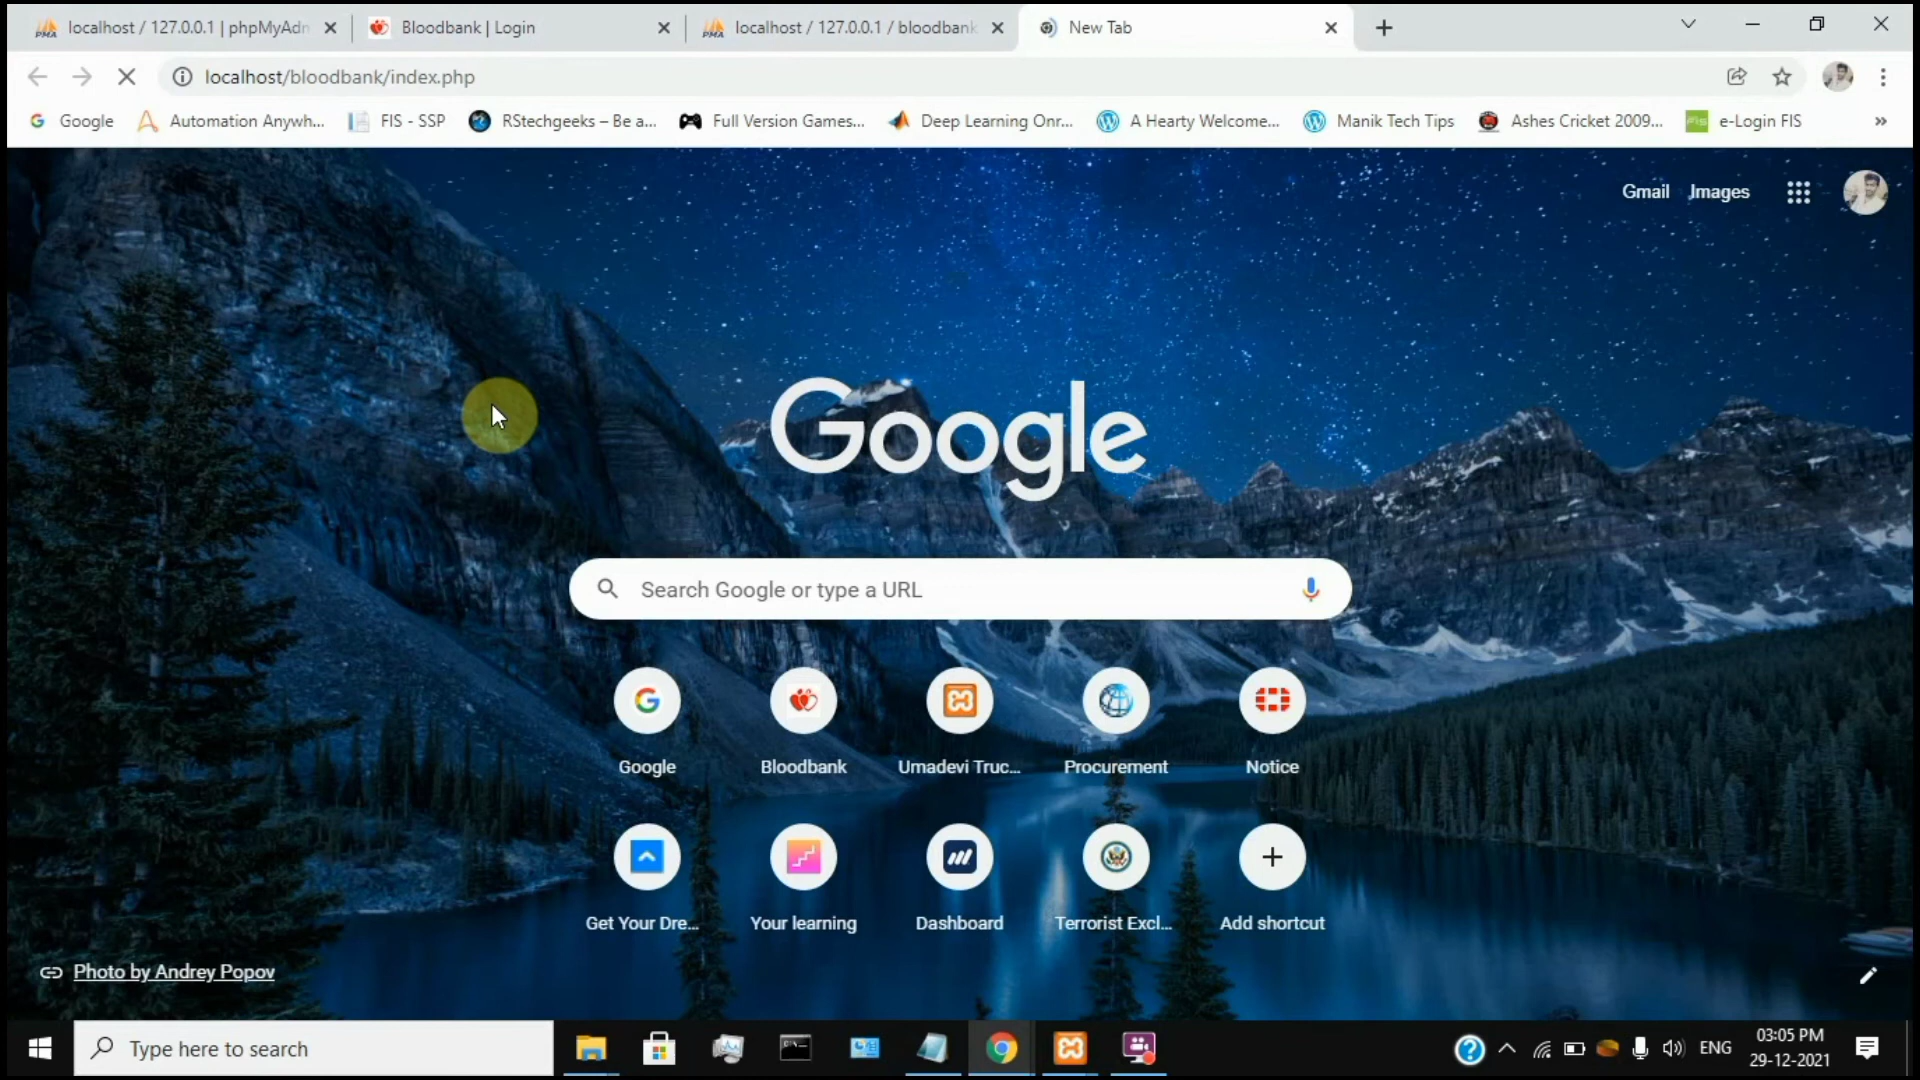 localhost / 127.0.0.1 | phpMyAdn
Bloodbank | Login
localhost / 127.0.0.1 / bloodbank
New Tab
localhost/bloodbank/index.php
Google
Automation Anywh...
FIS - SSP
RStechgeeks – Be a...
Full Version Games...
Deep Learning Onr...
A Hearty Welcome...
Manik Tech Tips
Ashes Cricket 2009...
e-Login FIS
Gmail
Images
Google
Search Google or type a URL
Google
Bloodbank
Umadevi Truc...
Procurement
Notice
Get Your Dre...
Your learning
Dashboard
Terrorist Excl...
Add shortcut
Photo by Andrey Popov
Type here to search
ENG
03:05 PM
29-12-2021